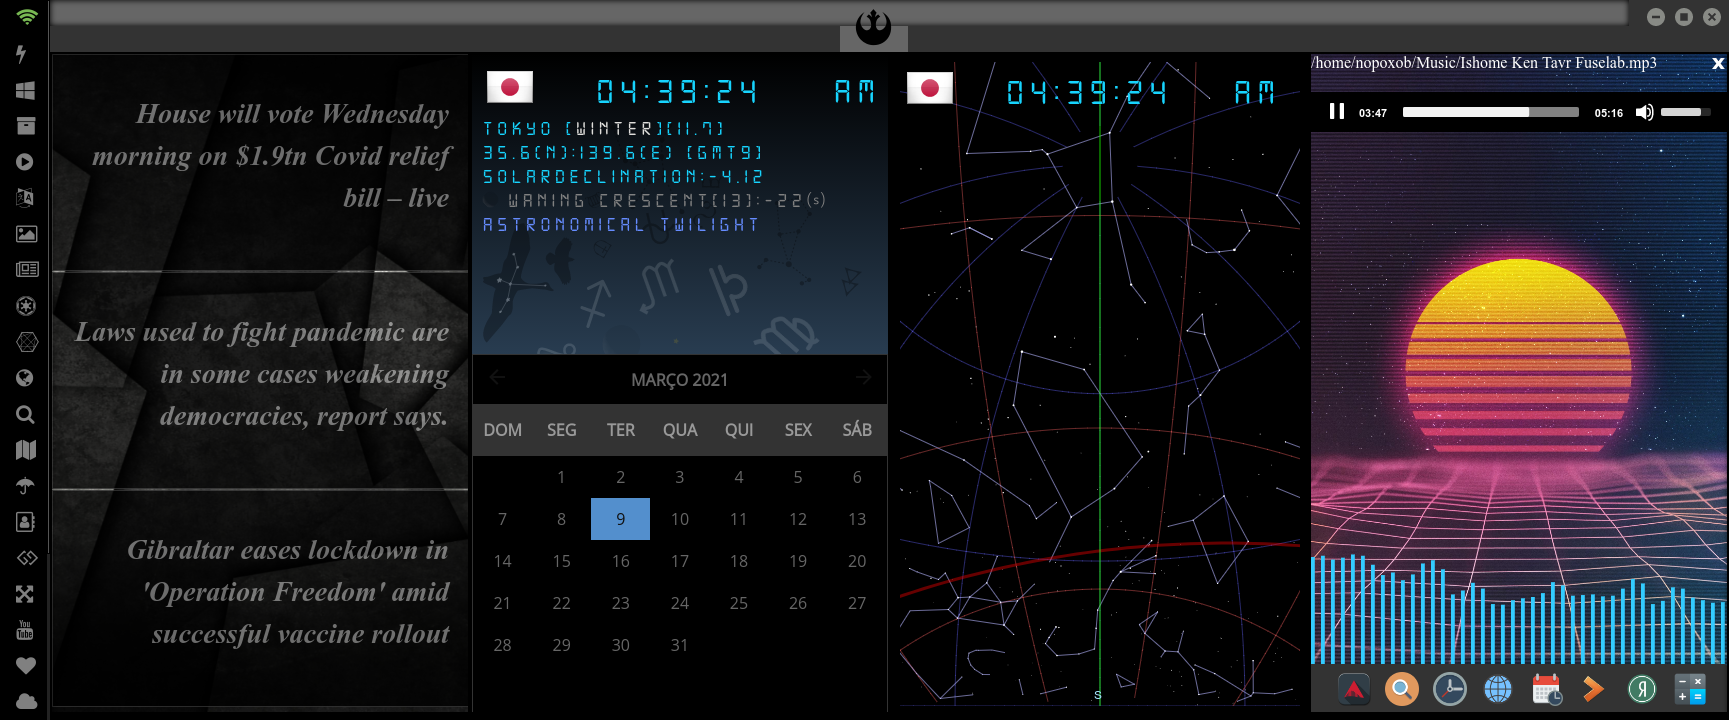 House will vote Wednesday
morning on $1.9tn Covid relief
bill – live
Laws used to fight pandemic are
in some cases weakening
democracies, report says.
Gibraltar eases lockdown in
'Operation Freedom' amid
successful vaccine rollout
04:39:24 AM
TOKYO [WINTER][11.7]
35.6(N):139.6(E) [GMT9]
SOLARDECLINATION:-4.12
WANING CRESCENT[13]:-22(s)
ASTRONOMICAL TWILIGHT
MARÇO 2021
DOM SEG TER QUA QUI SEX SÁB
1 2 3 4 5 6
7 8 9 10 11 12 13
14 15 16 17 18 19 20
21 22 23 24 25 26 27
28 29 30 31
04:39:24 AM
S
/home/nopoxob/Music/Ishome Ken Tavr Fuselab.mp3 x
03:47 05:16
You
Tube
Я